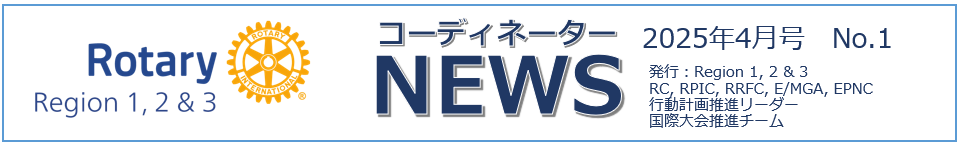 Rotary
Region 1, 2 & 3
ROTARY
INTERNATIONAL
®
コーディネーター
NEWS
2025年4月号 No.1
発行：Region 1, 2 & 3
RC, RPIC, RRFC, E/MGA, EPNC
行動計画推進リーダー
国際大会推進チーム